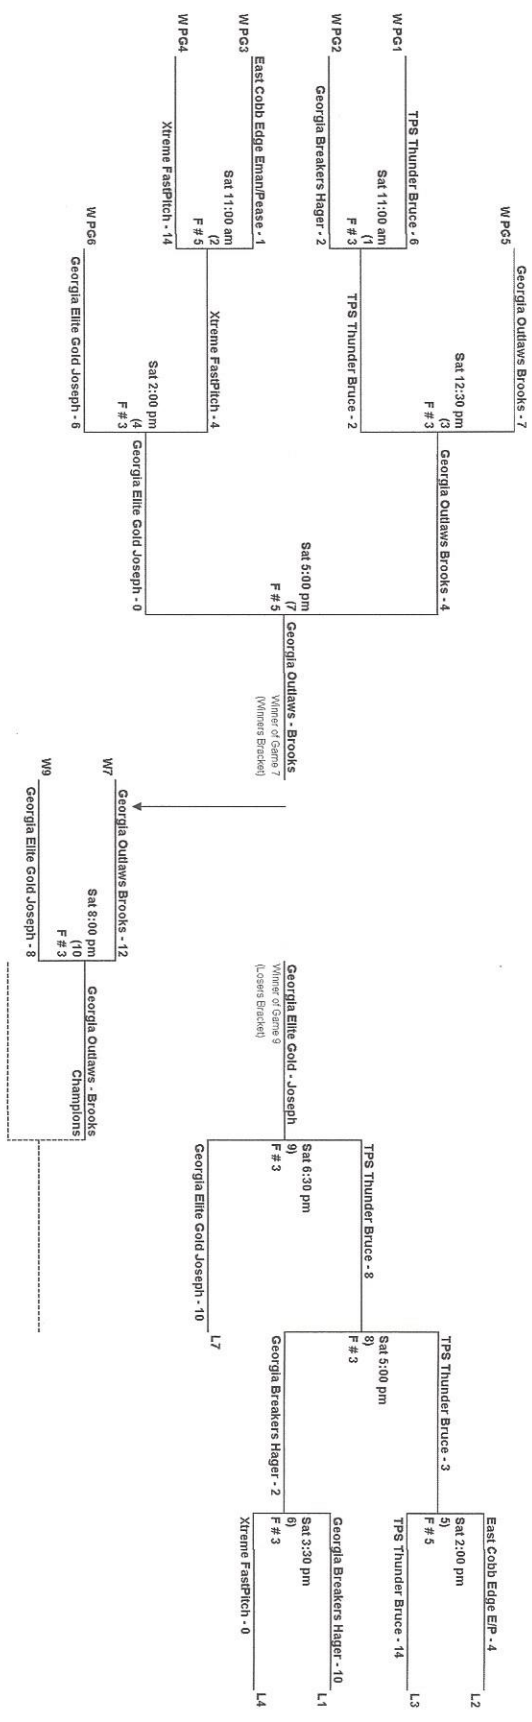 Georgia Outlaws Brooks - 7
W PG5
Sat 12:30 pm
(3
F # 3
Georgia Outlaws Brooks - 4
TPS Thunder Bruce - 6
W PG1
Sat 11:00 am
(1
F # 3
TPS Thunder Bruce - 2
W PG2
Georgia Breakers Hager - 2
Sat 5:00 pm
(7
F # 5
Georgia Outlaws - Brooks
Winner of Game 7
(Winners Bracket)
W PG3
East Cobb Edge Eman/Pease - 1
Sat 11:00 am
(2
F # 5
Xtreme FastPitch - 4
W PG4
Xtreme FastPitch - 14
Sat 2:00 pm
(4
F # 3
Georgia Elite Gold Joseph - 0
W PG6
Georgia Elite Gold Joseph - 6
W7
Georgia Outlaws Brooks - 12
Sat 8:00 pm
(10
F # 3
Georgia Outlaws - Brooks
Champions
W9
Georgia Elite Gold Joseph - 8
Georgia Elite Gold - Joseph
Winner of Game 9
(Losers Bracket)
TPS Thunder Bruce - 8
Sat 6:30 pm
9)
F # 3
Georgia Elite Gold Joseph - 10
L7
TPS Thunder Bruce - 3
Sat 5:00 pm
8)
F # 3
Georgia Breakers Hager - 2
East Cobb Edge E/P - 4
L2
Sat 2:00 pm
5)
F # 5
TPS Thunder Bruce - 14
L3
Georgia Breakers Hager - 10
L1
Sat 3:30 pm
6)
F # 3
Xtreme FastPitch - 0
L4